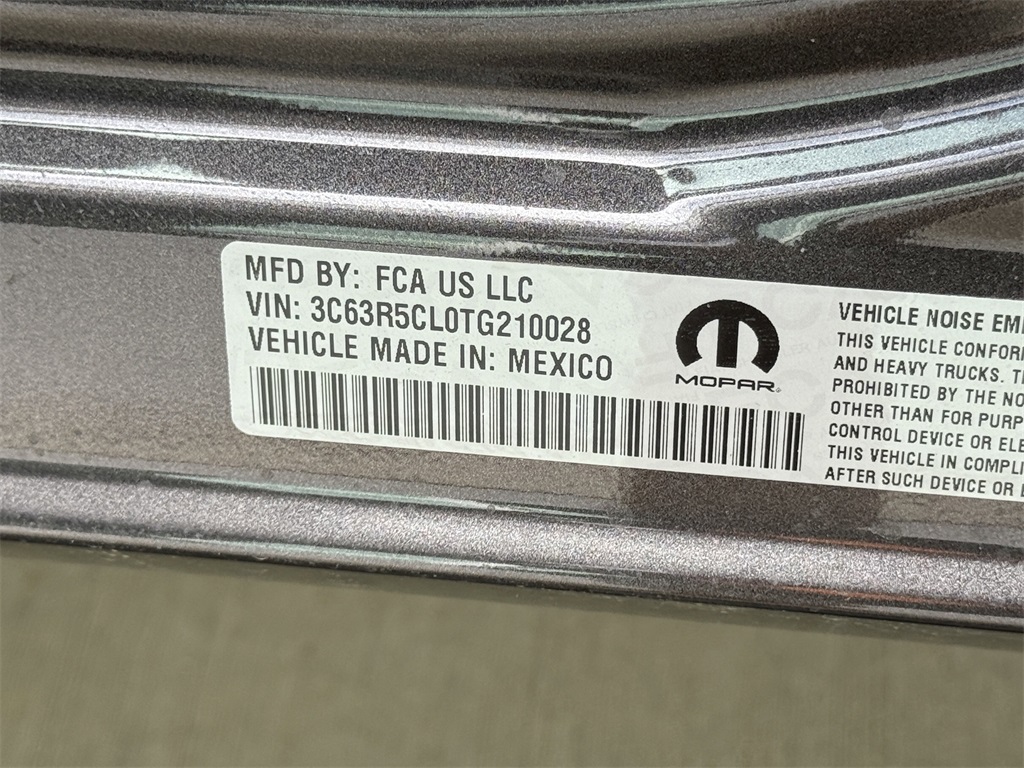 MFD BY: FCA US LLC
VIN: 3C63R5CL0TG210028
VEHICLE MADE IN: MEXICO
MOPAR
VEHICLE NOISE EMI
THIS VEHICLE CONFOR
AND HEAVY TRUCKS. T
PROHIBITED BY THE NO
OTHER THAN FOR PURP
CONTROL DEVICE OR ELE
THIS VEHICLE IN COMPLI
AFTER SUCH DEVICE OR